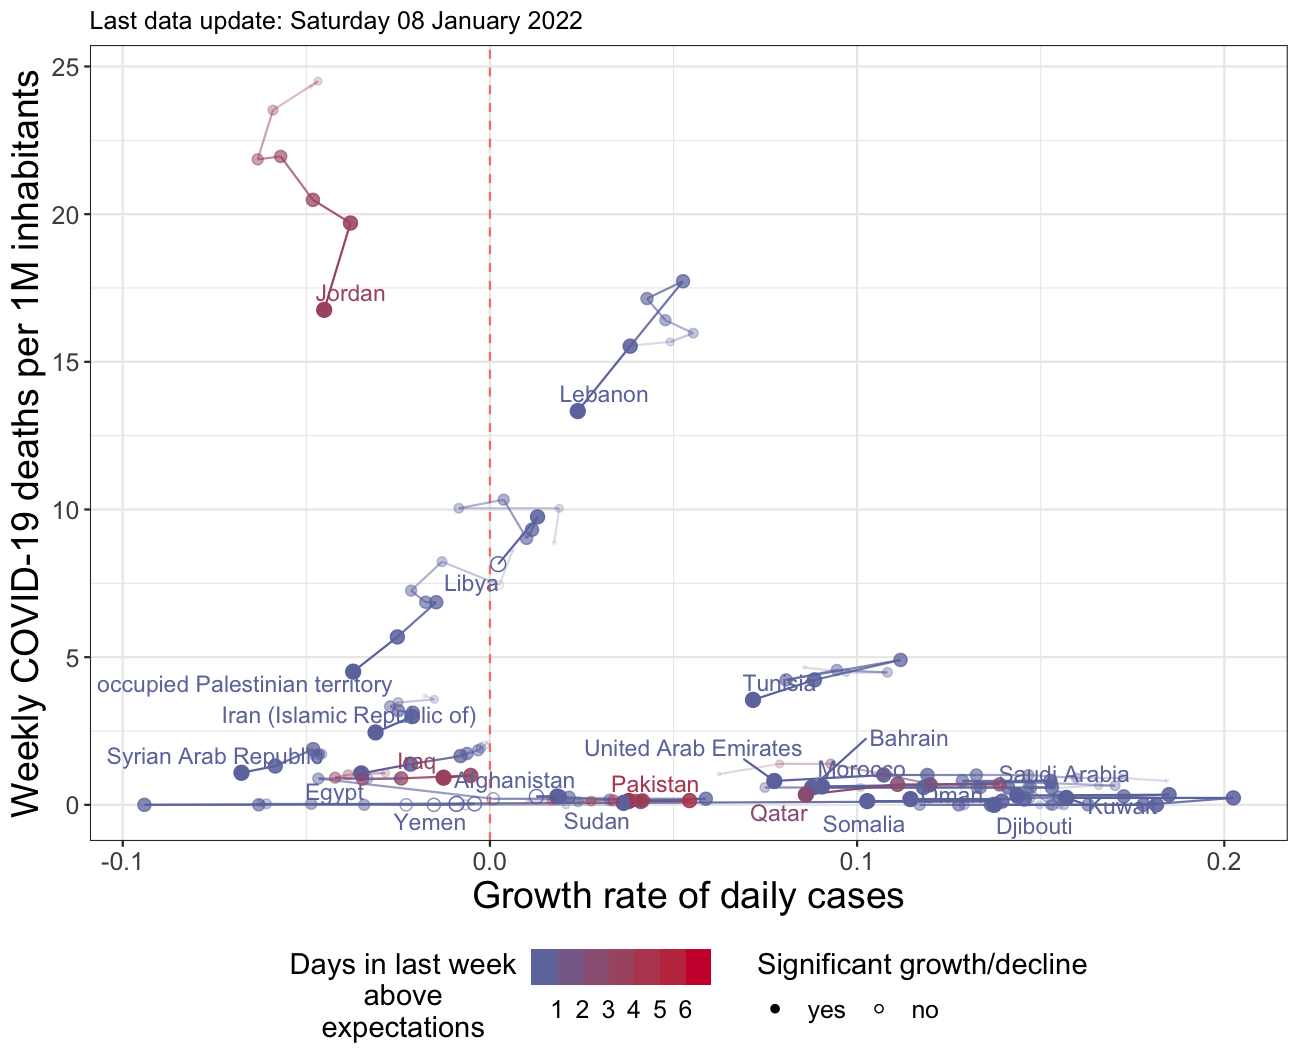 Last data update: Saturday 08 January 2022
Weekly COVID-19 deaths per 1M inhabitants
25
20
15
10
5
0
Jordan
Lebanon
Libya
occupied Palestinian territory
Tunisia
Iran (Islamic Republic of)
Bahrain
United Arab Emirates
Syrian Arab Republic
Iraq
Morocco
Saudi Arabia
Afghanistan
Pakistan
Egypt
Oman
Kuwait
Qatar
Yemen
Sudan
Somalia
Djibouti
-0.1
0.0
0.1
0.2
Growth rate of daily cases
Days in last week
above
expectations
1 2 3 4 5 6
Significant growth/decline
yes no